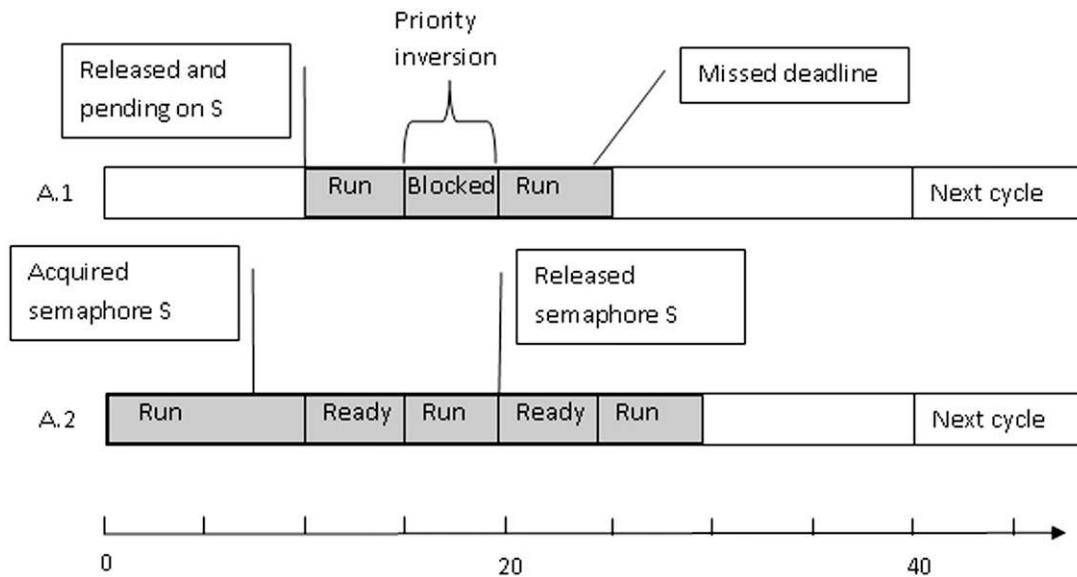 Priority
inversion
Released and
pending on S
Missed deadline
A.1
Run
Blocked
Run
Next cycle
Acquired
semaphore S
Released
semaphore S
A.2
Run
Ready
Run
Ready
Run
Next cycle
0
20
40